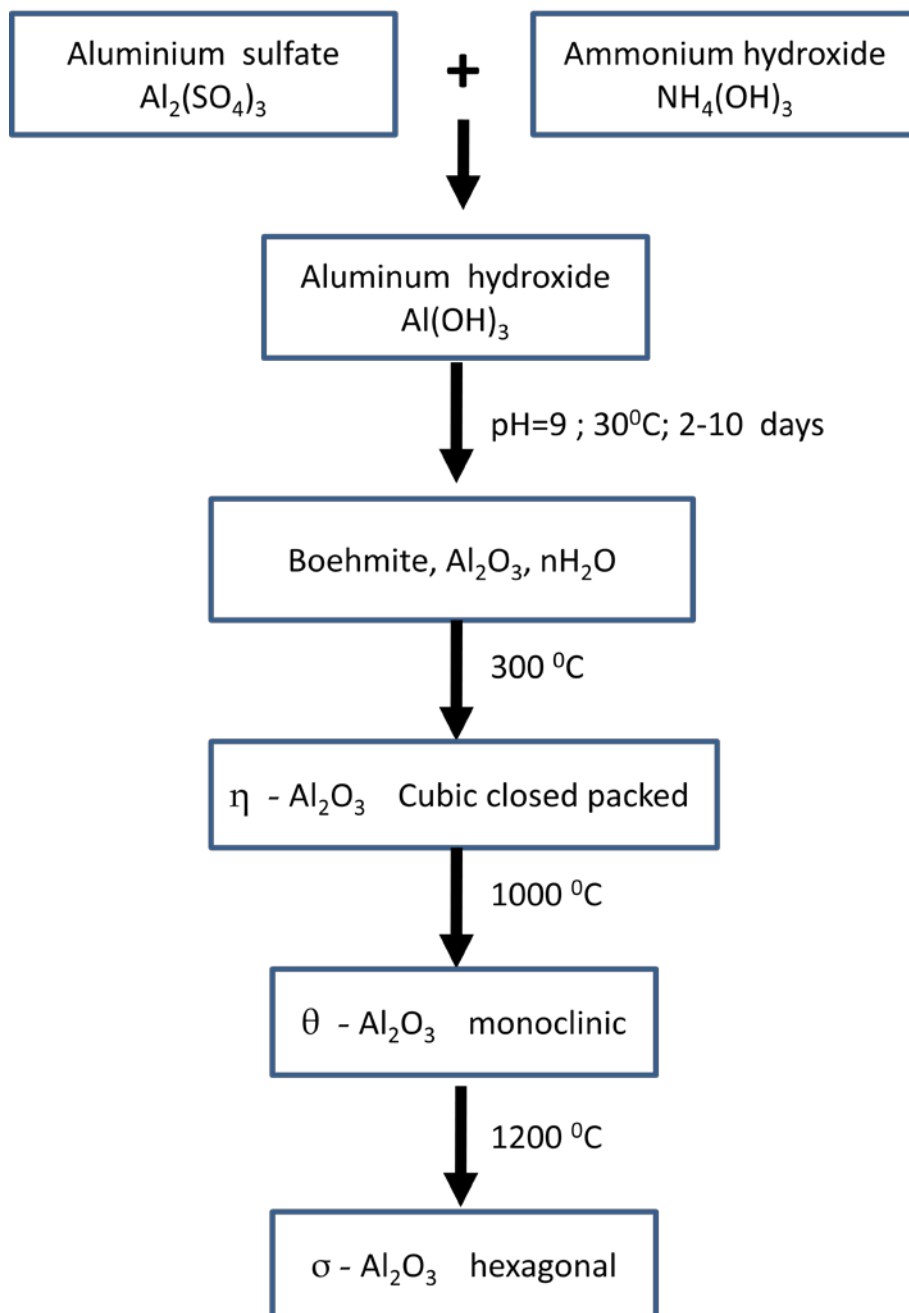 Aluminium sulfate
Al₂(SO₄)₃
+
Ammonium hydroxide
NH₄(OH)₃
Aluminum hydroxide
Al(OH)₃
pH=9 ; 30⁰C; 2-10 days
Boehmite, Al₂O₃, nH₂O
300 ⁰C
η - Al₂O₃ Cubic closed packed
1000 ⁰C
θ - Al₂O₃ monoclinic
1200 ⁰C
σ - Al₂O₃ hexagonal